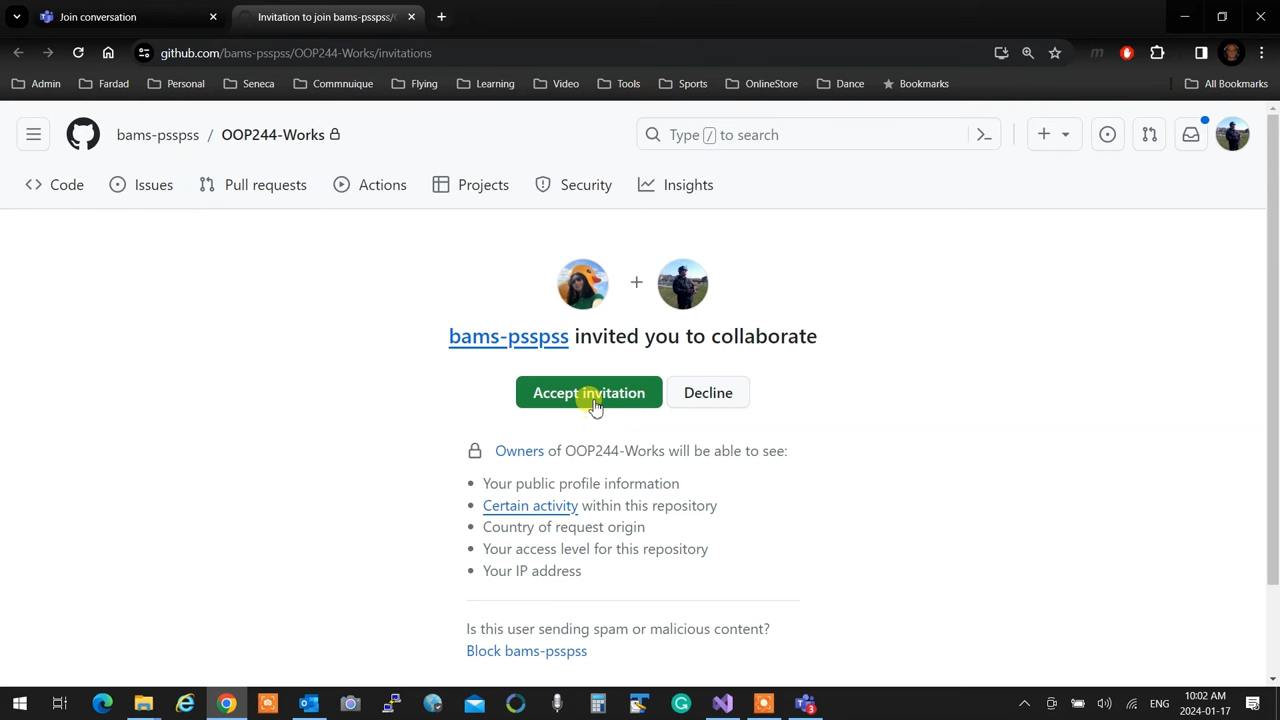 Join conversation
Invitation to join bams-psspss/
github.com/bams-psspss/OOP244-Works/invitations
Admin
Fardad
Personal
Seneca
Commnuique
Flying
Learning
Video
Tools
Sports
OnlineStore
Dance
Bookmarks
All Bookmarks
bams-psspss / OOP244-Works
Type / to search
Code
Issues
Pull requests
Actions
Projects
Security
Insights
bams-psspss invited you to collaborate
Accept invitation
Decline
Owners of OOP244-Works will be able to see:
• Your public profile information
• Certain activity within this repository
• Country of request origin
• Your access level for this repository
• Your IP address
Is this user sending spam or malicious content?
Block bams-psspss
ENG
10:02 AM
2024-01-17